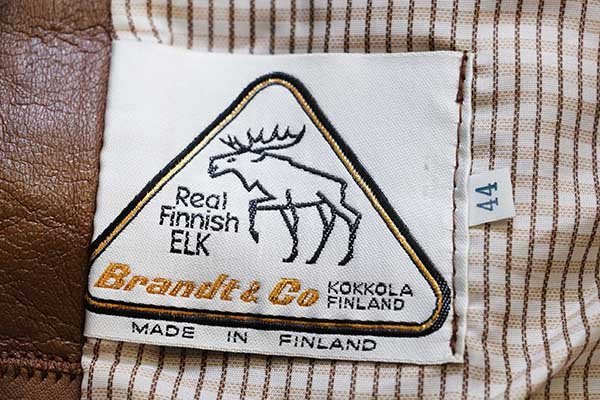 Real
Finnish
ELK
Brandt & Co KOKKOLA
FINLAND
MADE IN FINLAND
44